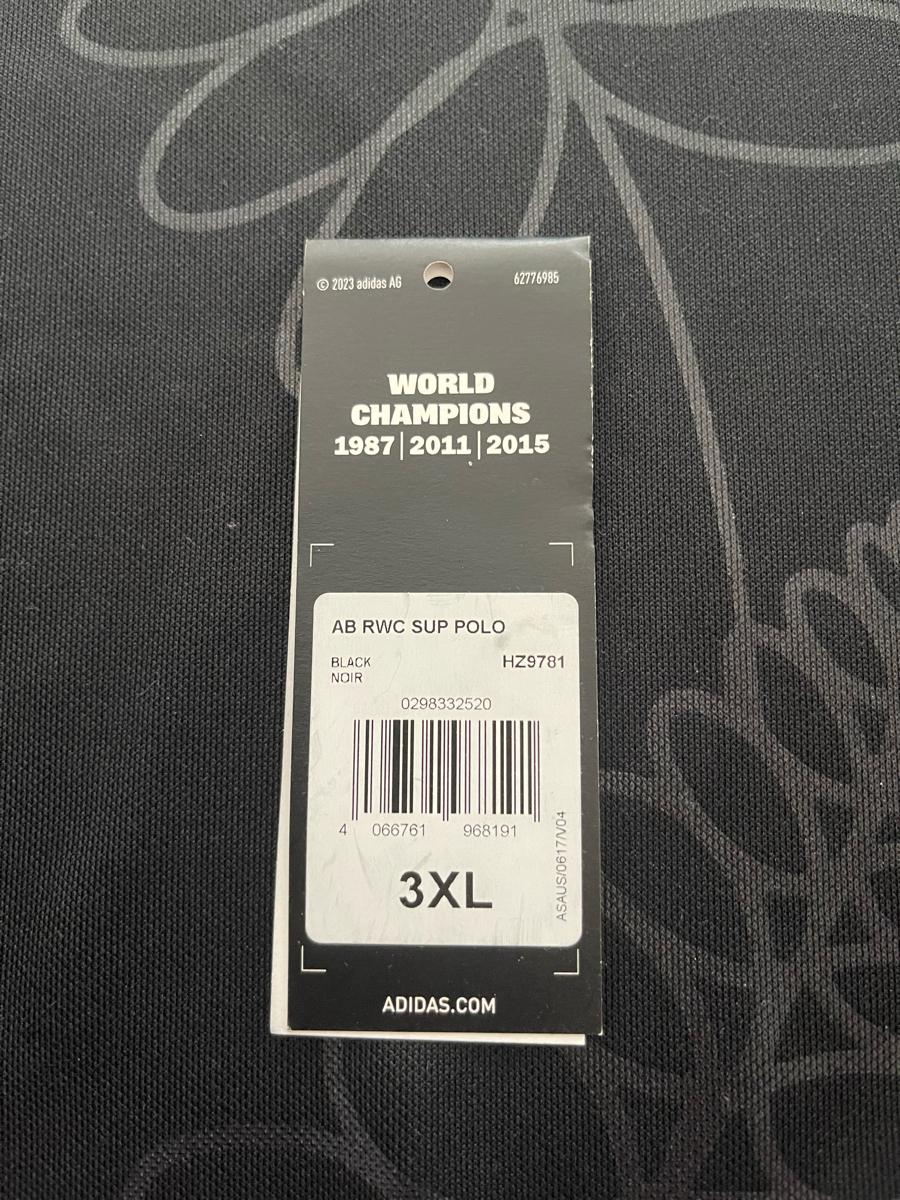 © 2023 adidas AG 62776985
WORLD
CHAMPIONS
1987|2011|2015
AB RWC SUP POLO
BLACK HZ9781
NOIR
0298332520
4 066761 968191
ASAUS/0617/V04
3XL
ADIDAS.COM